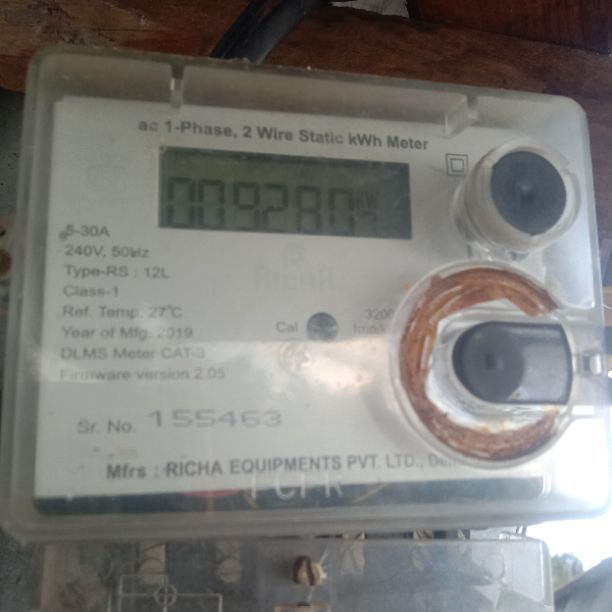 ac 1-Phase, 2 Wire Static kWh Meter
009280 KW
5-30A
240V, 50Hz
Type-RS : 12L
Class-1
Ref. Temp. 27°C
Year of Mfg. 2019
DLMS Meter CAT-3
Firmware version 2.05
Cal
3200
Sr. No. 155463
Mfrs : RICHA EQUIPMENTS PVT. LTD.,